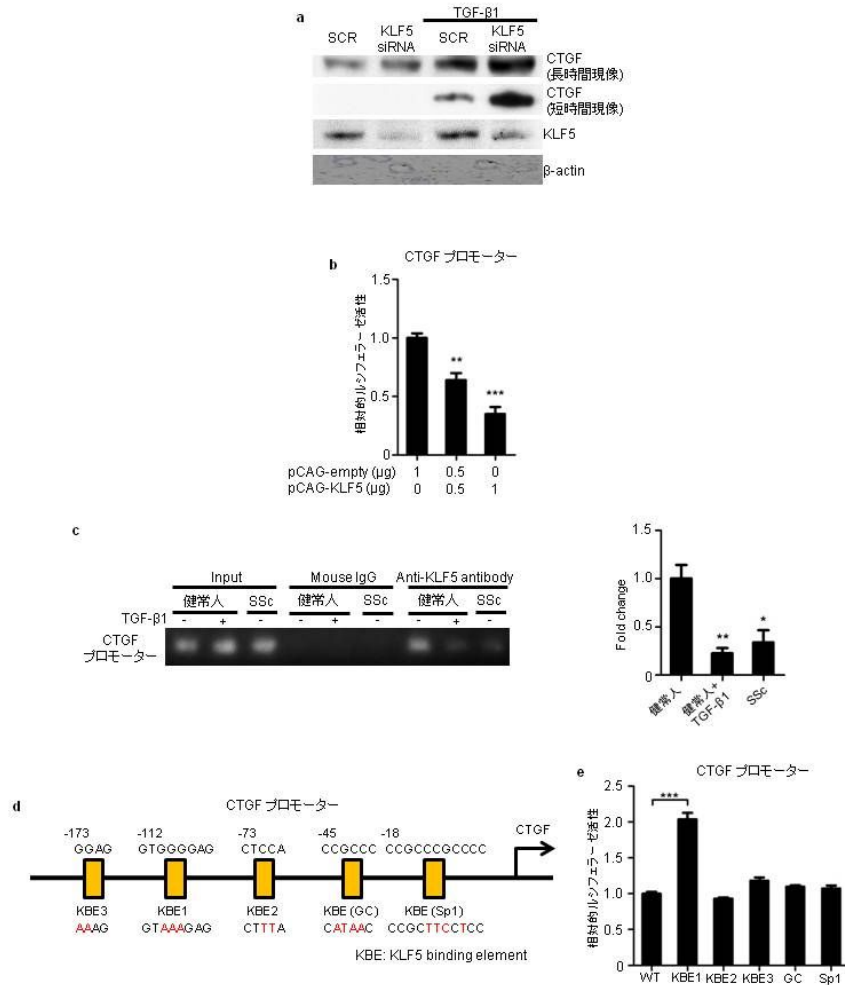 a
TGF-β1
SCR
KLF5
siRNA
SCR
KLF5
siRNA
CTGF
(長時間現像)
CTGF
(短時間現像)
KLF5
β-actin
b
CTGF プロモーター
相対的ルシフェラーゼ活性
1.5
1.0
0.5
0
**
***
pCAG-empty (μg) 1 0.5 0
pCAG-KLF5 (μg) 0 0.5 1
c
Input Mouse IgG Anti-KLF5 antibody
健常人 SSc 健常人 SSc 健常人 SSc
TGF-β1 - + - - + - - + -
CTGF
プロモーター
Fold change
1.5
1.0
0.5
0
**
*
健常人
健常人+
TGF-β1
SSc
d
CTGF プロモーター
-173 -112 -73 -45 -18
GGAG GTGGGGAG CTCCA CCGCCC CCGCCCGCCCC
CTGF
KBE3 KBE1 KBE2 KBE (GC) KBE (Sp1)
AAAG GTAAAGAG CTTTA CATAAC CCGCTTCCTCC
KBE: KLF5 binding element
e
CTGF プロモーター
相対的ルシフェラーゼ活性
2.5
2.0
1.5
1.0
0.5
0
***
WT KBE1 KBE2 KBE3 GC Sp1